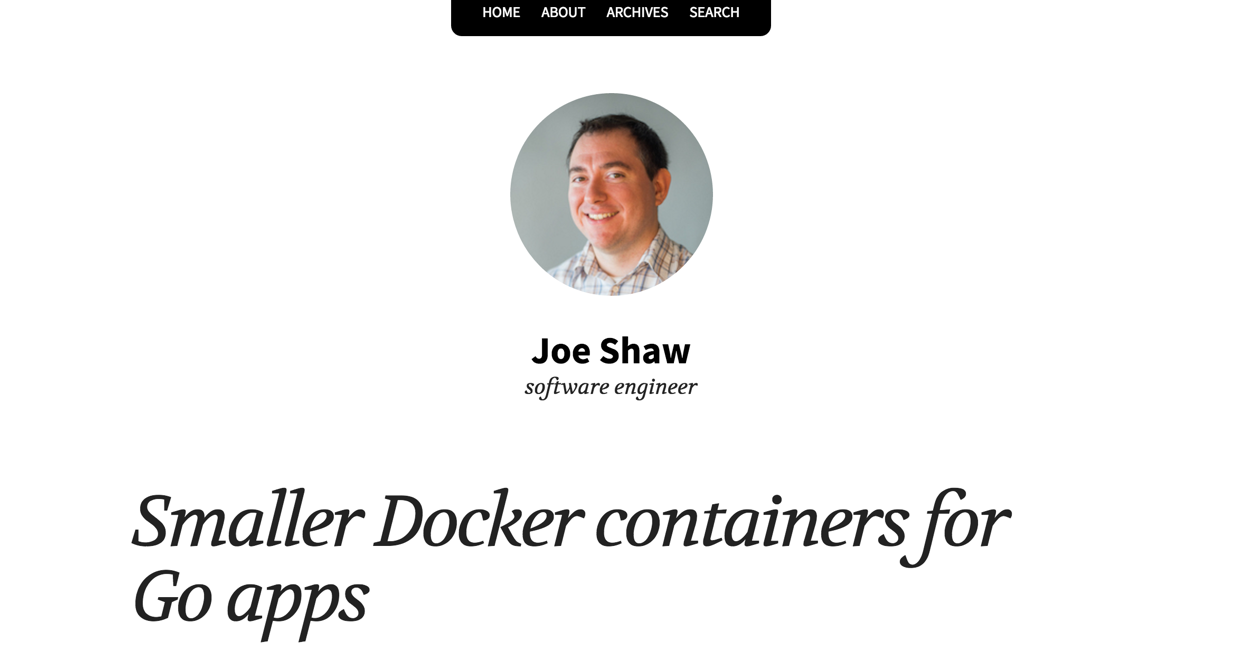 HOME ABOUT ARCHIVES SEARCH
Joe Shaw
software engineer
Smaller Docker containers for
Go apps